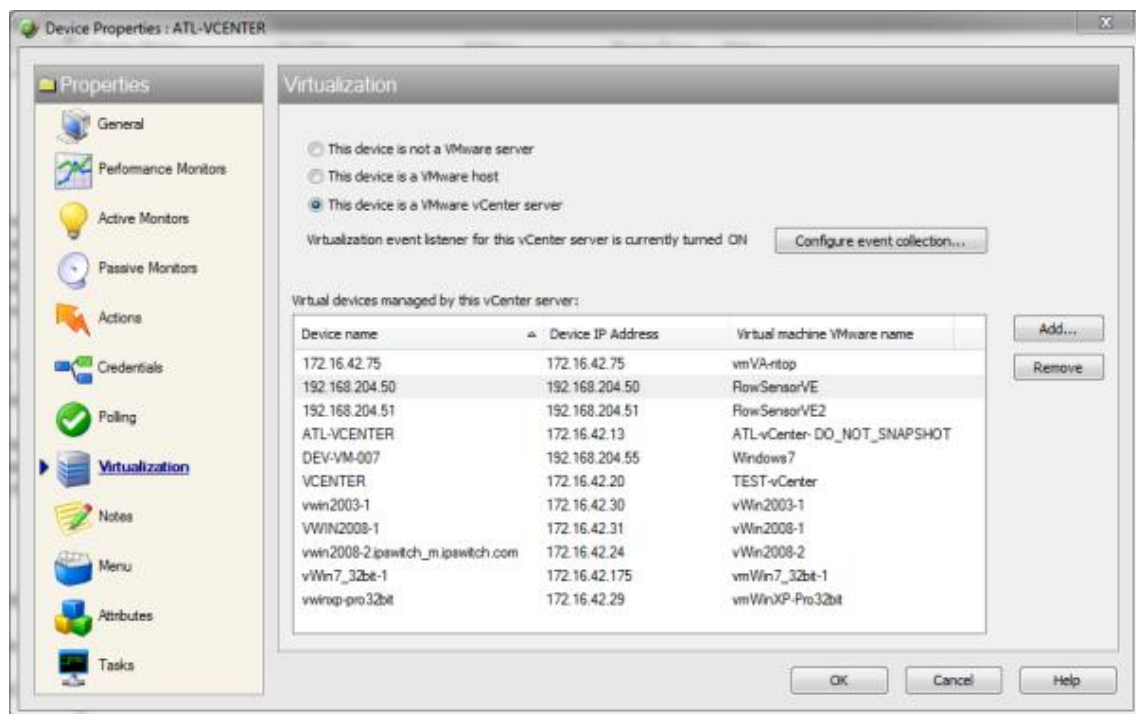 Device Properties : ATL-VCENTER
Properties
General
Performance Monitors
Active Monitors
Passive Monitors
Actions
Credentials
Polling
Virtualization
Notes
Menu
Attributes
Tasks
Virtualization
This device is not a VMware server
This device is a VMware host
This device is a VMware vCenter server
Virtualization event listener for this vCenter server is currently turned ON
Configure event collection...
Virtual devices managed by this vCenter server:
Device name Device IP Address Virtual machine VMware name
172.16.42.75 172.16.42.75 vmVA-ntop
192.168.204.50 192.168.204.50 FlowSensorVE
192.168.204.51 192.168.204.51 FlowSensorVE2
ATL-VCENTER 172.16.42.13 ATL-vCenter- DO_NOT_SNAPSHOT
DEV-VM-007 192.168.204.55 Windows7
VCENTER 172.16.42.20 TEST-vCenter
vwin2003-1 172.16.42.30 vWin2003-1
VWIN2008-1 172.16.42.31 vWin2008-1
vwin2008-2.ipswitch_m.ipswitch.com 172.16.42.24 vWin2008-2
vWin7_32bit-1 172.16.42.175 vmWin7_32bit-1
vwinxp-pro32bit 172.16.42.29 vmWinXP-Pro32bit
Add...
Remove
OK
Cancel
Help